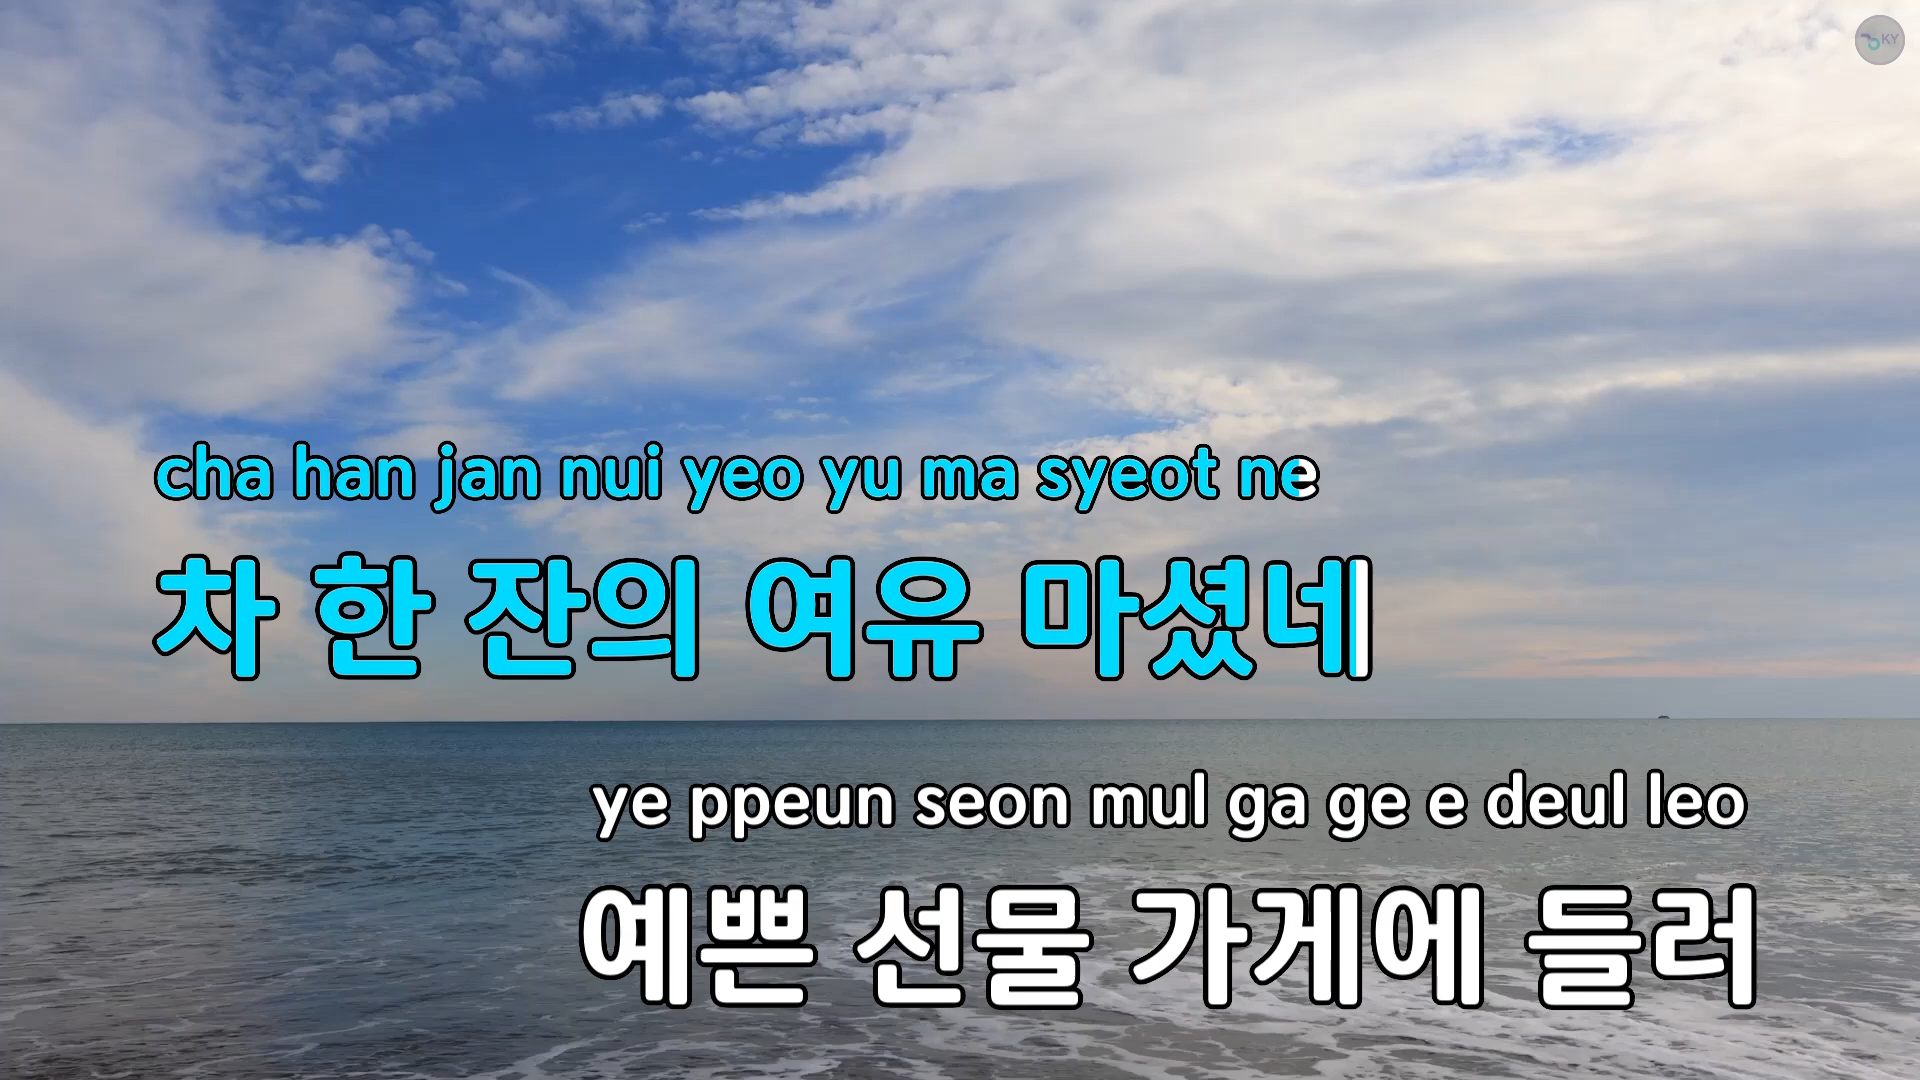 KY
cha han jan nui yeo yu ma syeot ne
차 한 잔의 여유 마셨네
ye ppeun seon mul ga ge e deul leo
예쁜 선물 가게에 들러